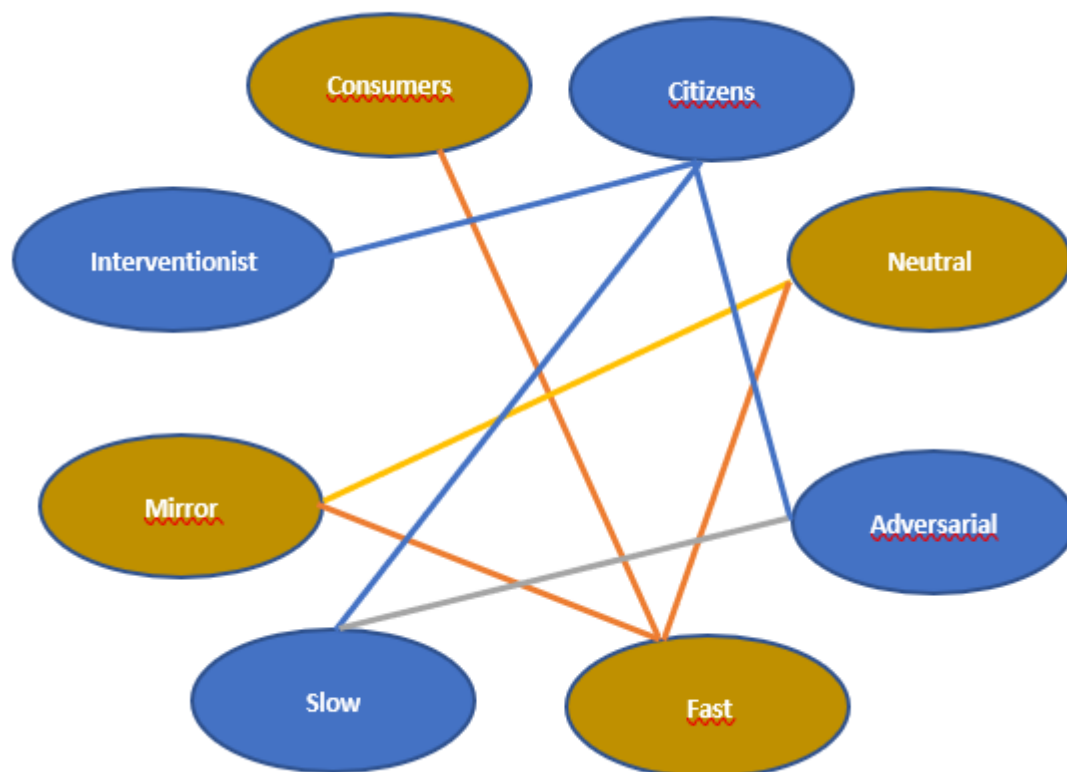 Consumers
Citizens
Interventionist
Neutral
Mirror
Adversarial
Slow
Fast